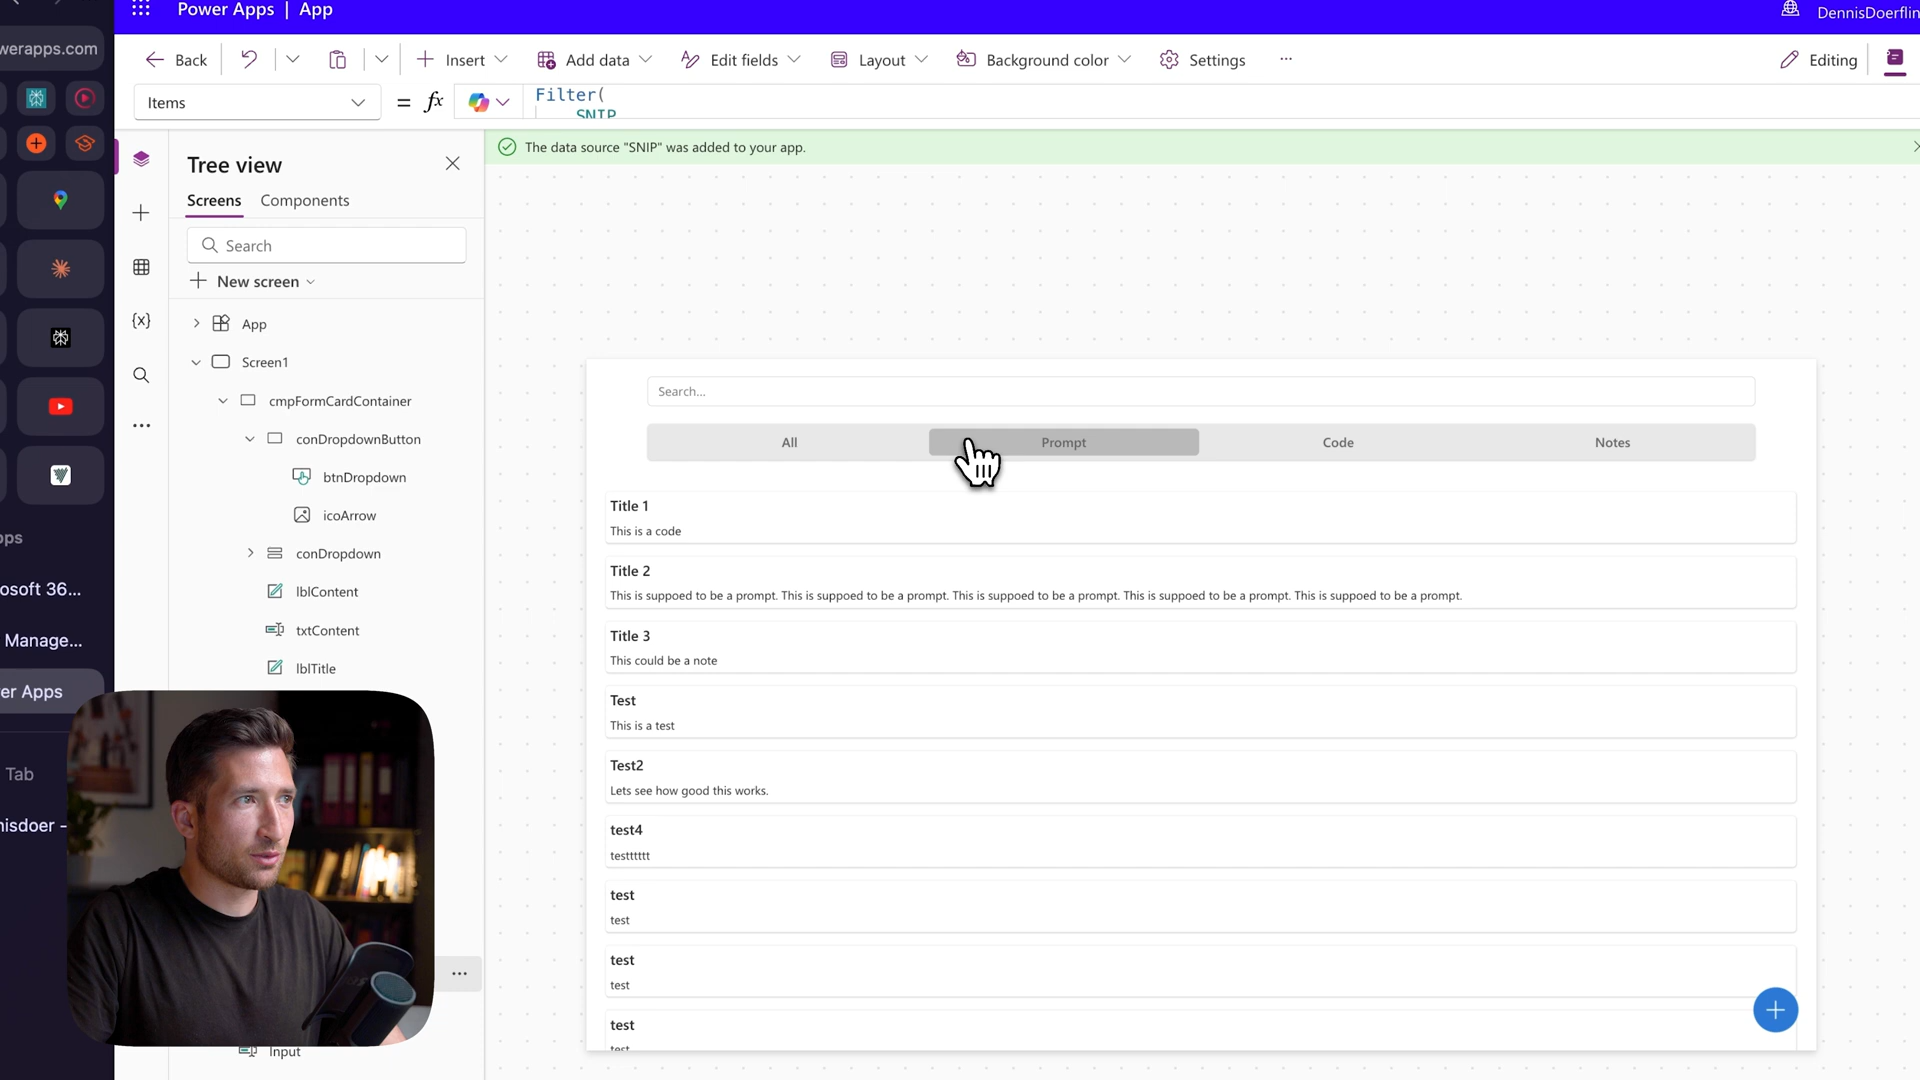 Power Apps | App
DennisDoerflin
werapps.com
Back
Insert
Add data
Edit fields
Layout
Background color
Settings
...
Editing
Items
= fx
Filter(
SNIP
The data source "SNIP" was added to your app.
Tree view
Screens
Components
Search
New screen
App
Screen1
cmpFormCardContainer
conDropdownButton
btnDropdown
icoArrow
conDropdown
lblContent
txtContent
lblTitle
Input
{x}
ps
osoft 36...
Manage...
er Apps
Tab
nisdoer -
Search...
All
Prompt
Code
Notes
Title 1
This is a code
Title 2
This is suppoed to be a prompt. This is suppoed to be a prompt. This is suppoed to be a prompt. This is suppoed to be a prompt. This is suppoed to be a prompt.
Title 3
This could be a note
Test
This is a test
Test2
Lets see how good this works.
test4
testttttt
test
test
test
test
test
test